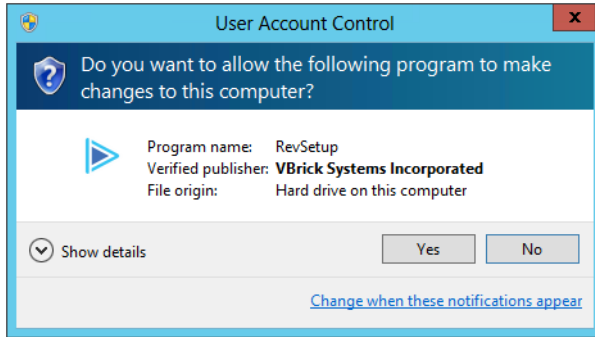 User Account Control
x
Do you want to allow the following program to make
changes to this computer?
Program name: RevSetup
Verified publisher: VBrick Systems Incorporated
File origin: Hard drive on this computer
Show details
Yes No
Change when these notifications appear